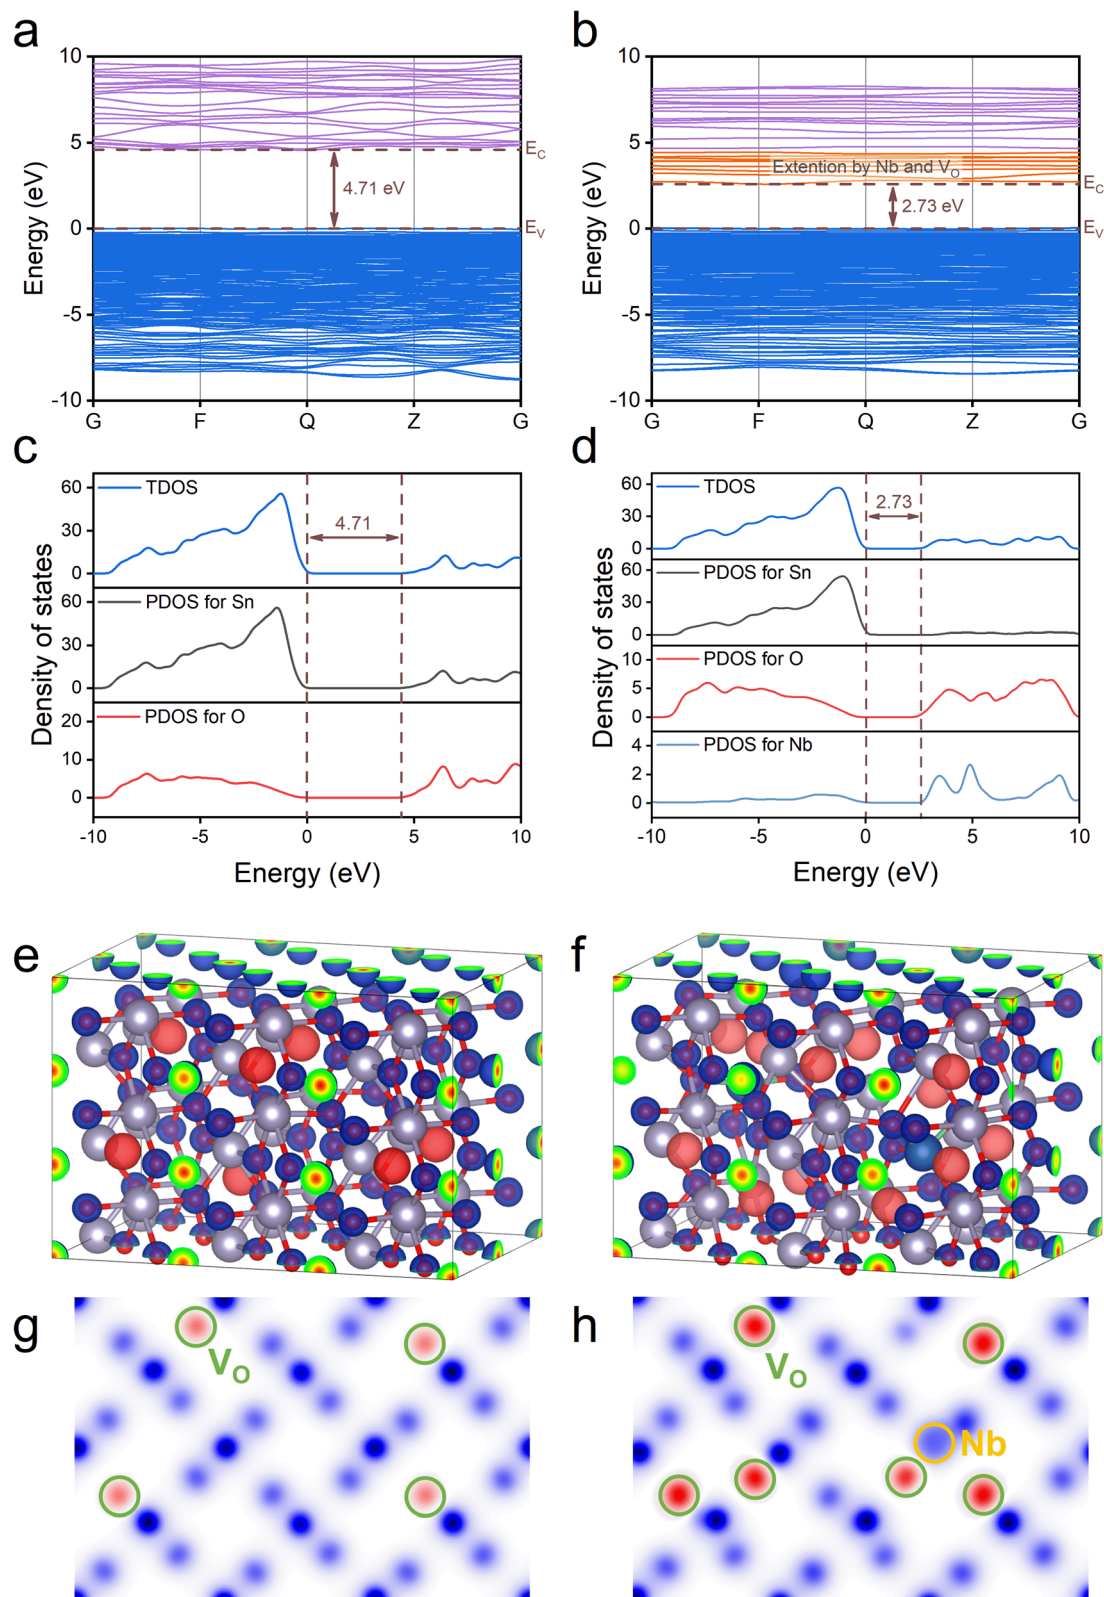 a
10
5
0
-5
-10
Energy (eV)
4.71 eV
E_C
E_V
G F Q Z G
b
10
5
0
-5
-10
Energy (eV)
Extention by Nb and V_O
2.73 eV
E_C
E_V
G F Q Z G
c
60
30
0
TDOS
4.71
60
30
0
PDOS for Sn
20
10
0
PDOS for O
Density of states
-10 -5 0 5 10
Energy (eV)
d
60
30
0
TDOS
2.73
60
30
0
PDOS for Sn
10
5
0
PDOS for O
4
2
0
PDOS for Nb
Density of states
-10 -5 0 5 10
Energy (eV)
e
f
g
V_O
h
V_O
Nb